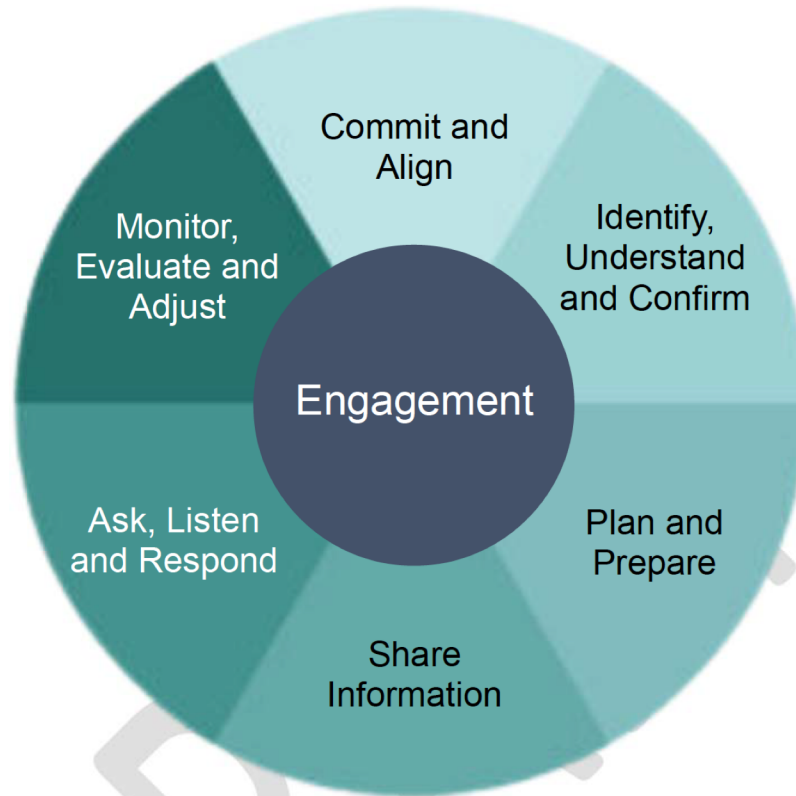 Commit and
Align
Identify,
Understand
and Confirm
Plan and
Prepare
Share
Information
Ask, Listen
and Respond
Monitor,
Evaluate and
Adjust
Engagement